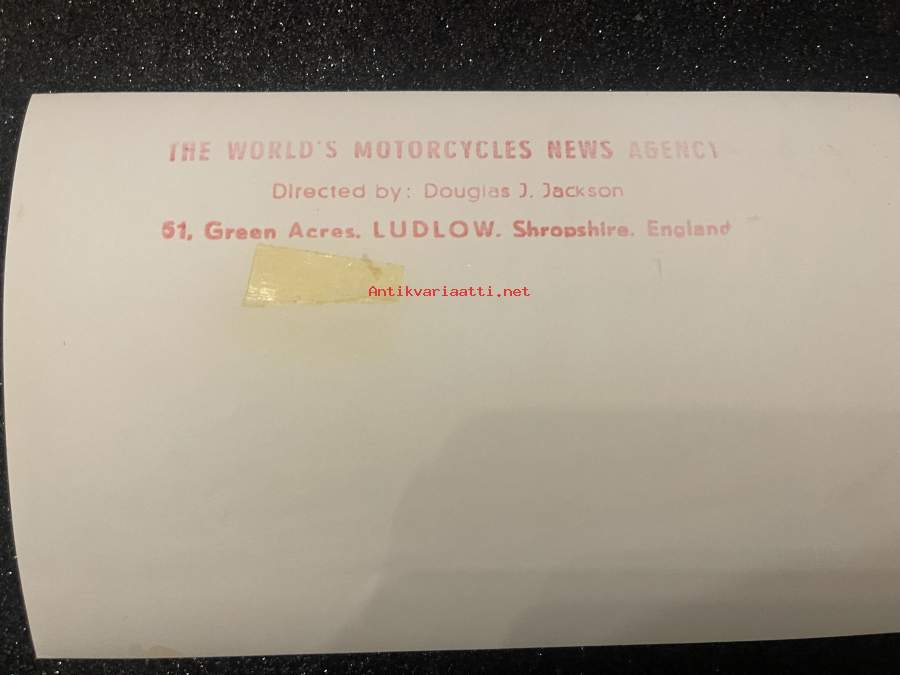 THE WORLD'S MOTORCYCLES NEWS AGENCY
Directed by: Douglas J. Jackson
51, Green Acres. LUDLOW. Shropshire. England
Antikvariaatti.net